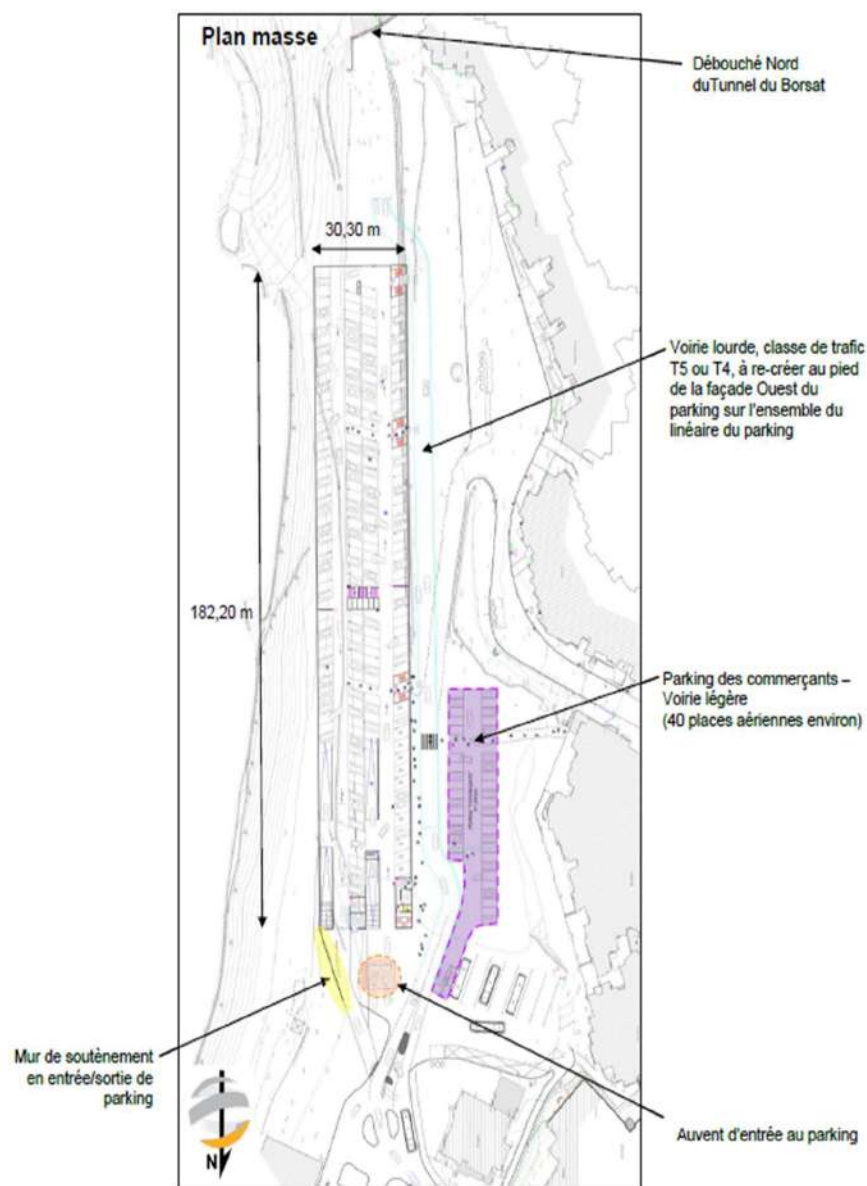 Plan masse
Débouché Nord
duTunnel du Borsat
30,30 m
Voirie lourde, classe de trafic
T5 ou T4, à re-créer au pied
de la façade Ouest du
parking sur l'ensemble du
linéaire du parking
182,20 m
Parking des commerçants –
Voirie légère
(40 places aériennes environ)
Mur de soutènement
en entrée/sortie de
parking
N
Auvent d'entrée au parking